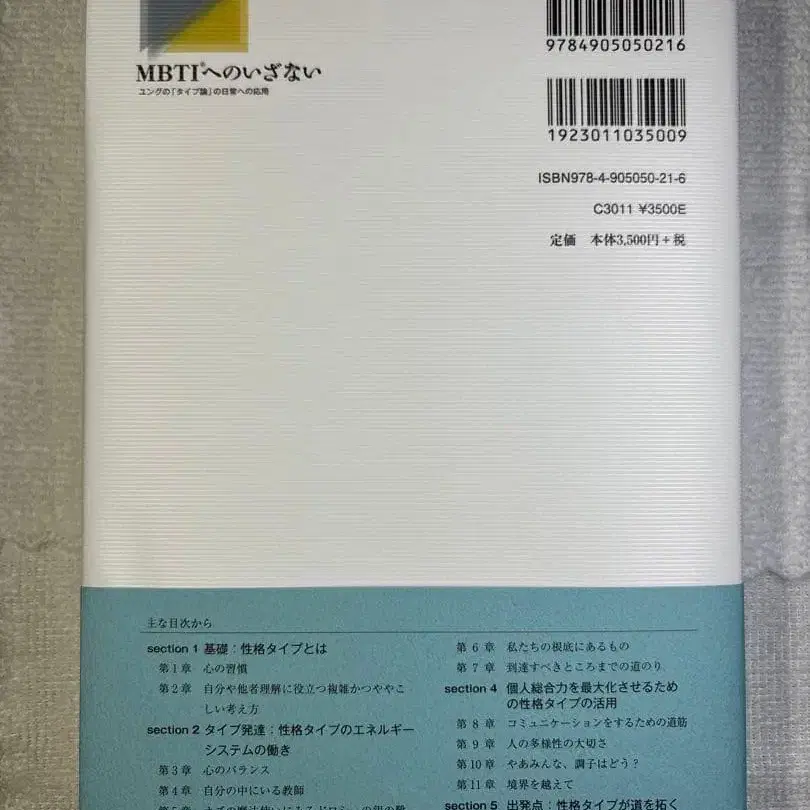 9784905050216
MBTI®へのいざない
ユングの「タイプ論」の日常への応用
1923011035009
ISBN978-4-905050-21-6
C3011 ¥3500E
定価 本体3,500円+税
主な目次から
section 1 基礎：性格タイプとは
第1章 心の習慣
第2章 自分や他者理解に役立つ複雑かつややこ
しい考え方
section 2 タイプ発達：性格タイプのエネルギー
システムの働き
第3章 心のバランス
第4章 自分の中にいる教師
第6章 私たちの根底にあるもの
第7章 到達すべきところまでの道のり
section 4 個人総合力を最大化させるため
の性格タイプの活用
第8章 コミュニケーションをするための道筋
第9章 人の多様性の大切さ
第10章 やあみんな、調子はどう？
第11章 境界を越えて
section 5 出発点：性格タイプが道を拓く